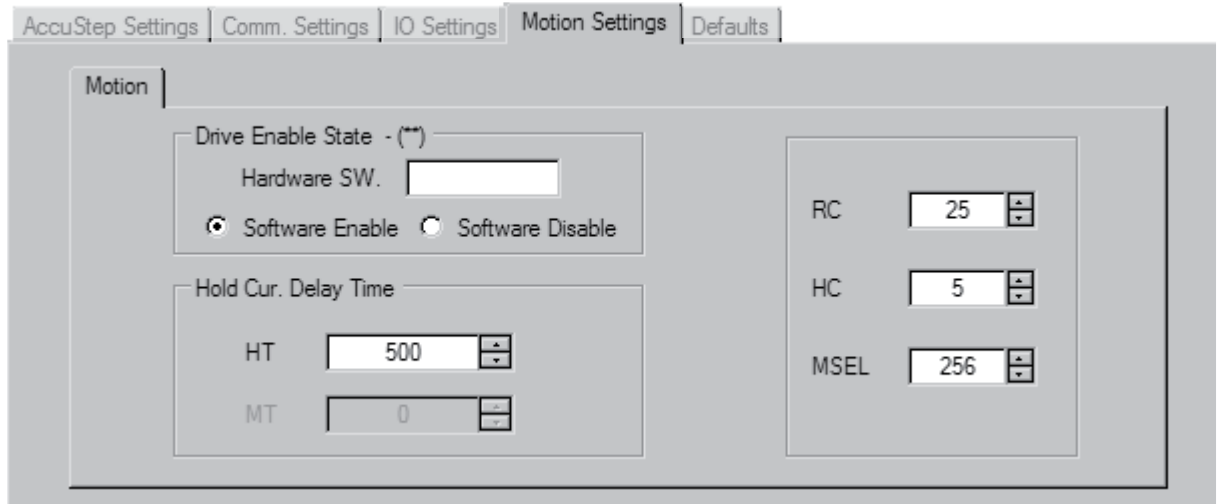 AccuStep Settings Comm. Settings IO Settings Motion Settings Defaults
Motion
Drive Enable State - (**)
Hardware SW.
Software Enable Software Disable
Hold Cur. Delay Time
HT 500
MT 0
RC 25
HC 5
MSEL 256